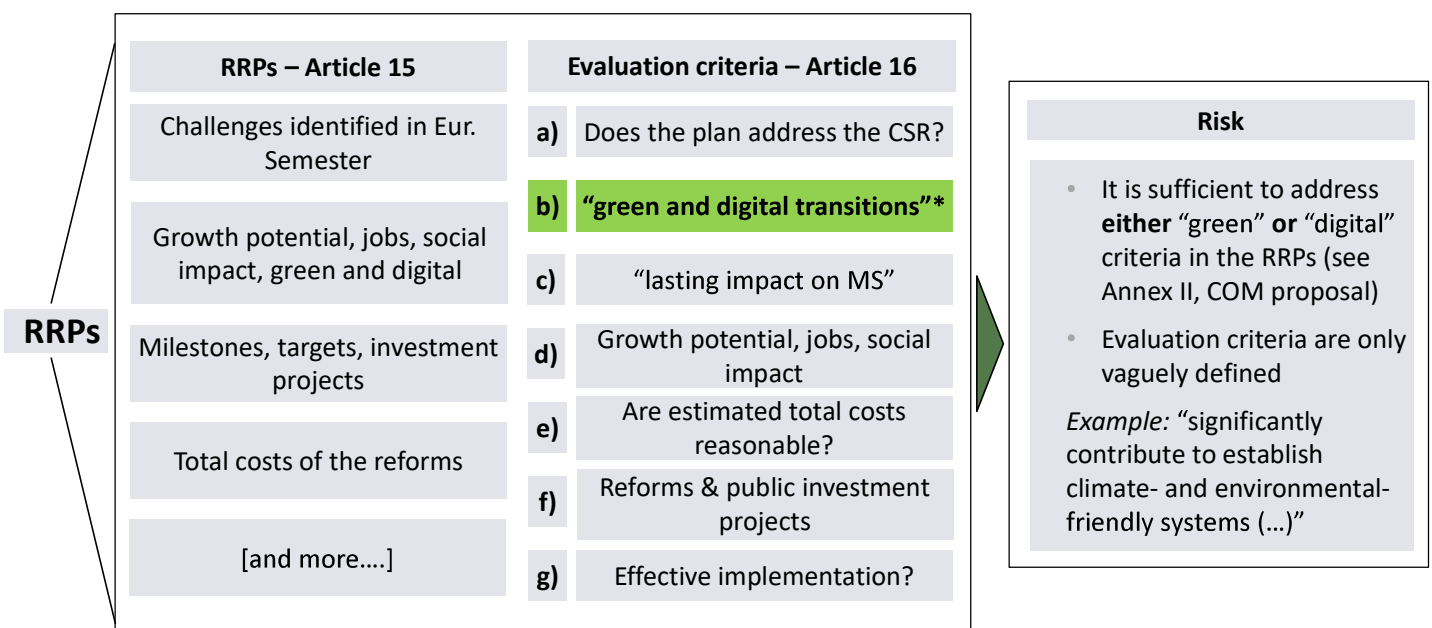 RRPs
RRPs – Article 15
Challenges identified in Eur.
Semester
Growth potential, jobs, social
impact, green and digital
Milestones, targets, investment
projects
Total costs of the reforms
[and more….]
Evaluation criteria – Article 16
a) Does the plan address the CSR?
b) “green and digital transitions”*
c) “lasting impact on MS”
d) Growth potential, jobs, social
impact
e) Are estimated total costs
reasonable?
f) Reforms & public investment
projects
g) Effective implementation?
Risk
• It is sufficient to address
either “green” or “digital”
criteria in the RRPs (see
Annex II, COM proposal)
• Evaluation criteria are only
vaguely defined
Example: “significantly
contribute to establish
climate- and environmental-
friendly systems (…)”